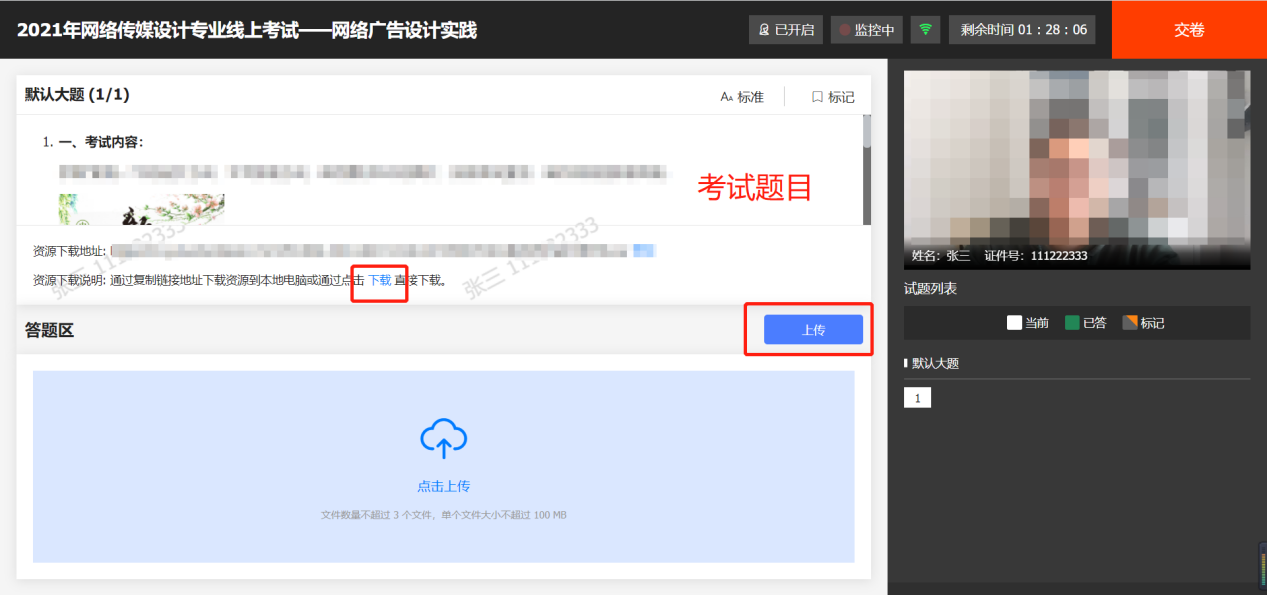 2021年网络传媒设计专业线上考试——网络广告设计实践
已开启
监控中
剩余时间 01：28：06
交卷
默认大题 (1/1)
AA 标准
标记
1. 一、考试内容：
考试题目
资源下载地址：
资源下载说明: 通过复制链接地址下载资源到本地电脑或通过点击 下载 直接下载。
张三 111222333
张三 111222333
答题区
上传
点击上传
文件数量不超过 3 个文件，单个文件大小不超过 100 MB
姓名：张三 证件号：111222333
试题列表
当前
已答
标记
默认大题
1